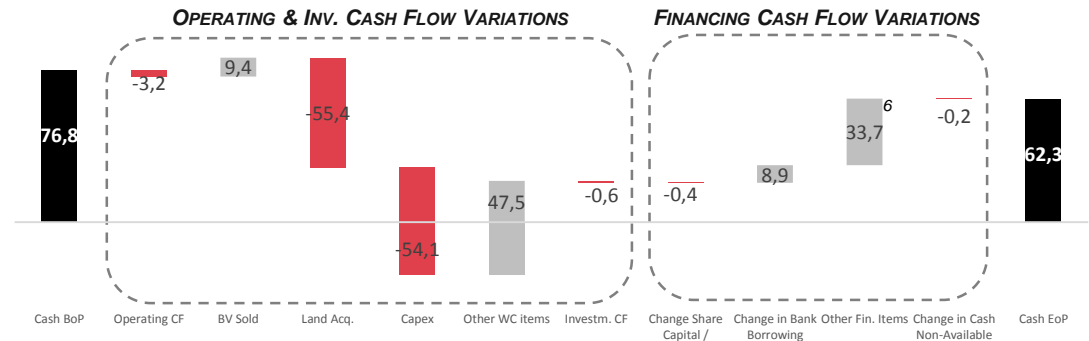 OPERATING & INV. CASH FLOW VARIATIONS
FINANCING CASH FLOW VARIATIONS
76,8
-3,2
9,4
-55,4
-54,1
47,5
-0,6
-0,4
8,9
33,7
6
-0,2
62,3
Cash BoP
Operating CF
BV Sold
Land Acq.
Capex
Other WC items
Investm. CF
Change Share
Capital /
Change in Bank
Borrowing
Other Fin. Items
Change in Cash
Non-Available
Cash EoP